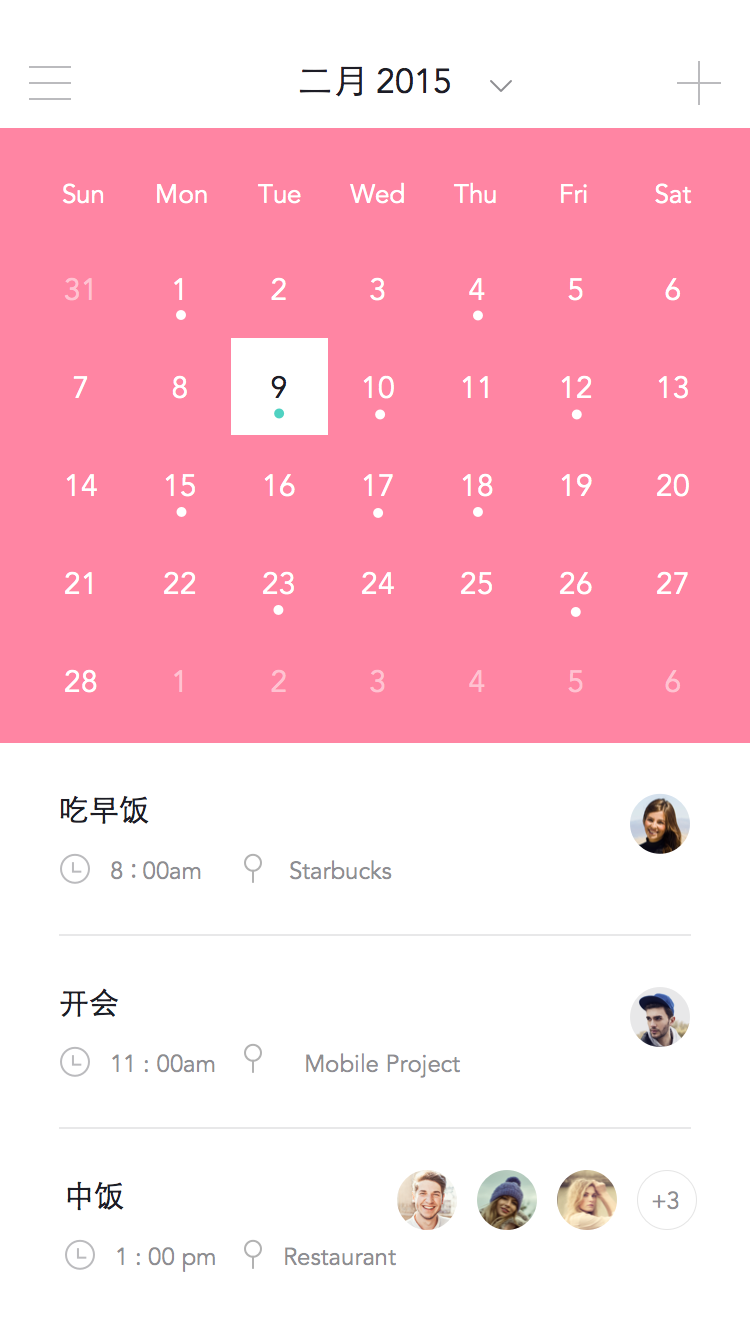 二月 2015
Sun Mon Tue Wed Thu Fri Sat
31 1 2 3 4 5 6
7 8 9 10 11 12 13
14 15 16 17 18 19 20
21 22 23 24 25 26 27
28 1 2 3 4 5 6
吃早饭
8 : 00am Starbucks
开会
11 : 00am Mobile Project
中饭
+3
1 : 00 pm Restaurant